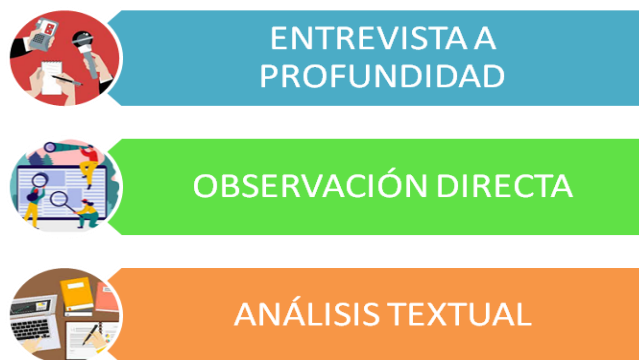 ENTREVISTA A
PROFUNDIDAD
OBSERVACIÓN DIRECTA
ANÁLISIS TEXTUAL